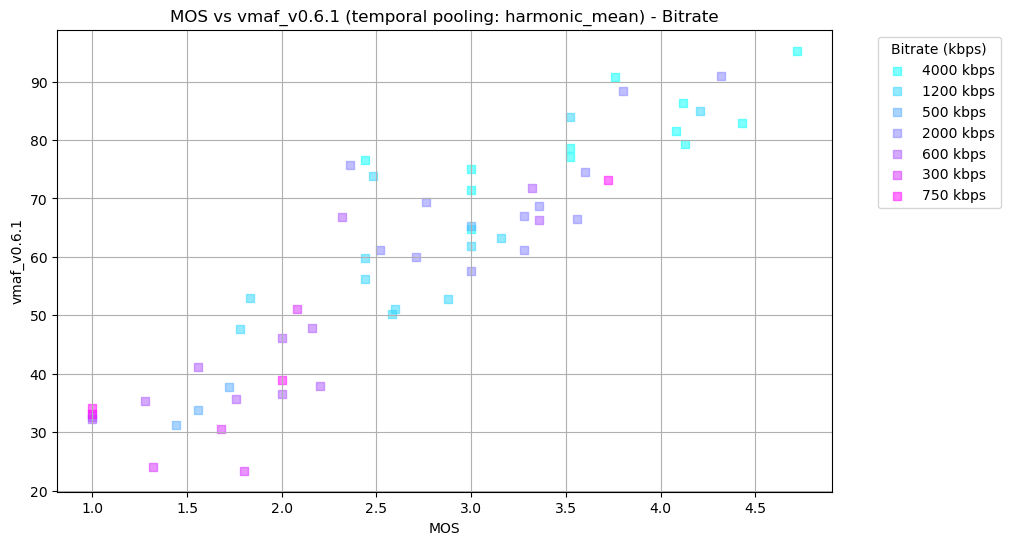 MOS vs vmaf_v0.6.1 (temporal pooling: harmonic_mean) - Bitrate
vmaf_v0.6.1
90
80
70
60
50
40
30
20
1.0 1.5 2.0 2.5 3.0 3.5 4.0 4.5
MOS
Bitrate (kbps)
4000 kbps
1200 kbps
500 kbps
2000 kbps
600 kbps
300 kbps
750 kbps